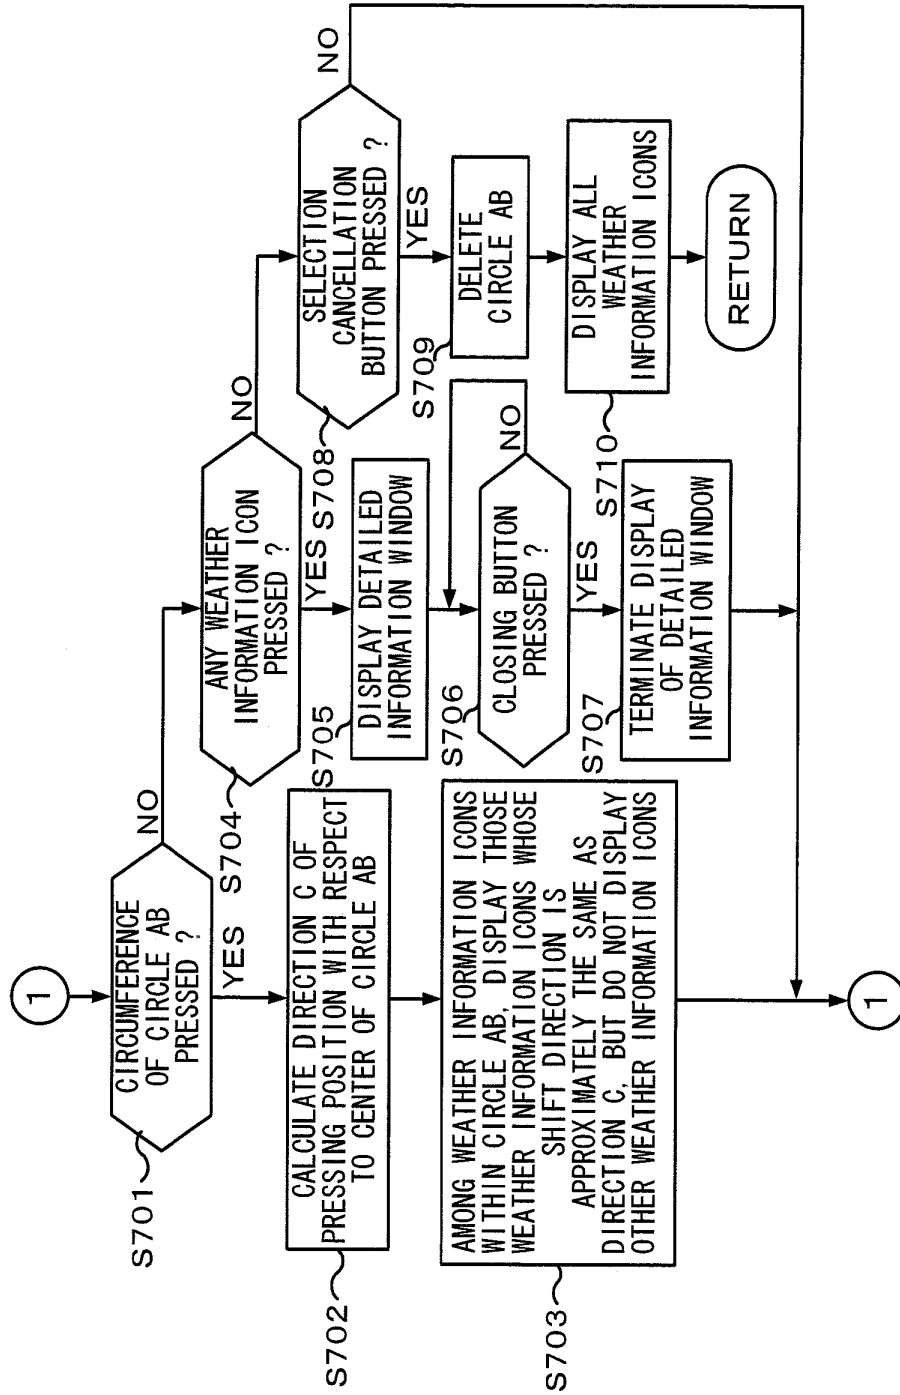 1
CIRCUMFERENCE
OF CIRCLE AB
PRESSED ?
S701
NO
YES
CALCULATE DIRECTION C OF
PRESSING POSITION WITH RESPECT
TO CENTER OF CIRCLE AB
S702
AMONG WEATHER INFORMATION ICONS
WITHIN CIRCLE AB, DISPLAY THOSE
WEATHER INFORMATION ICONS WHOSE
SHIFT DIRECTION IS
APPROXIMATELY THE SAME AS
DIRECTION C, BUT DO NOT DISPLAY
OTHER WEATHER INFORMATION ICONS
S703
1
ANY WEATHER
INFORMATION ICON
PRESSED ?
S704
NO
YES
DISPLAY DETAILED
INFORMATION WINDOW
S705
CLOSING BUTTON
PRESSED ?
S706
NO
YES
TERMINATE DISPLAY
OF DETAILED
INFORMATION WINDOW
S707
SELECTION
CANCELLATION
BUTTON PRESSED ?
S708
NO
YES
DELETE
CIRCLE AB
S709
DISPLAY ALL
WEATHER
INFORMATION ICONS
S710
RETURN